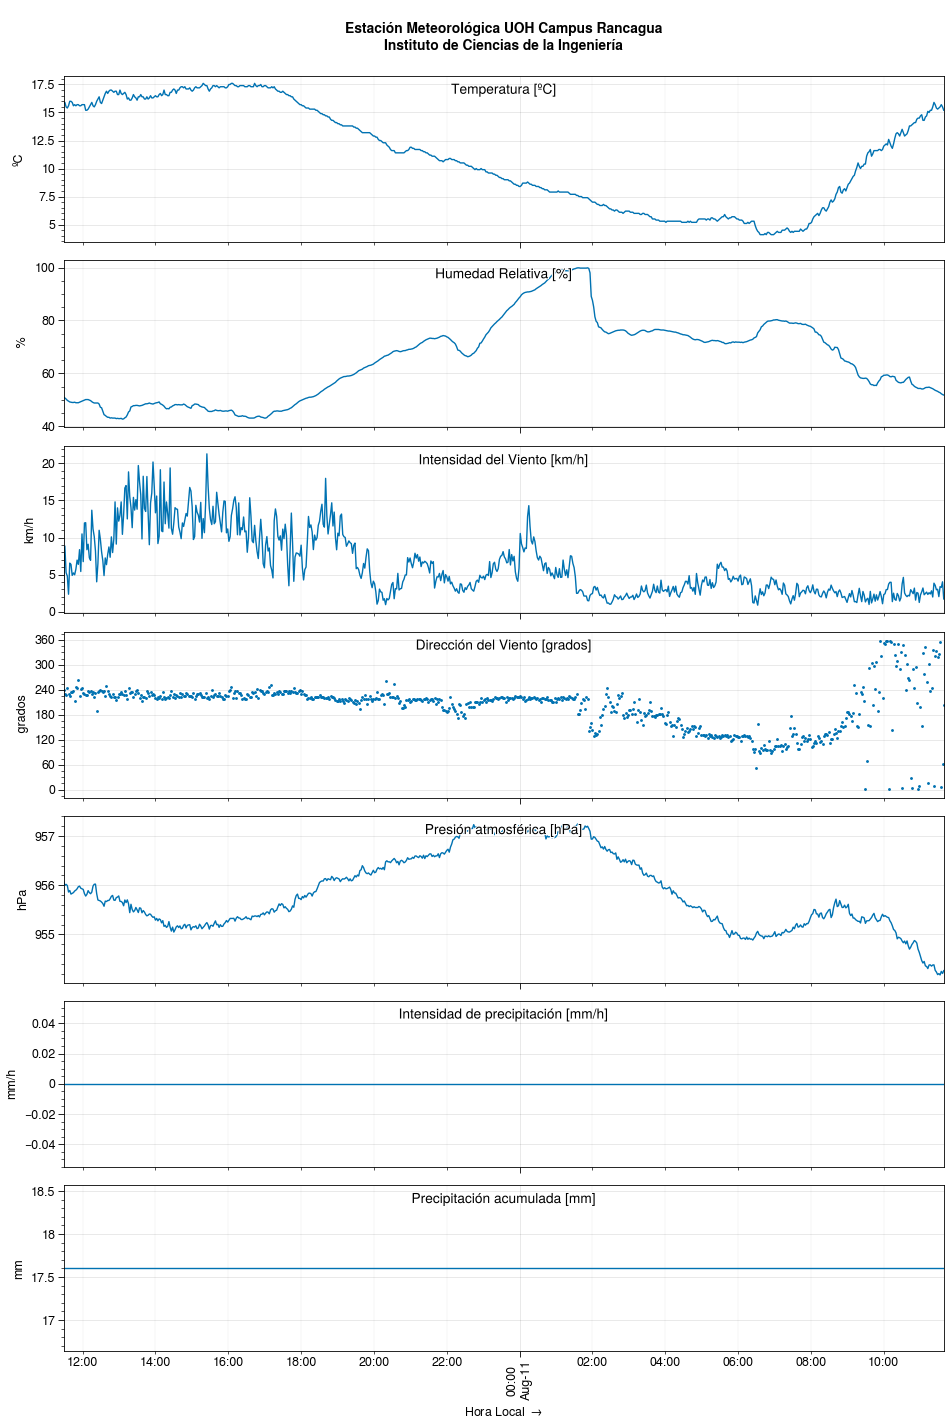 Estación Meteorológica UOH Campus Rancagua
Instituto de Ciencias de la Ingeniería
Temperatura [ºC]
17.5
15
12.5
10
7.5
5
ºC
Humedad Relativa [%]
100
80
60
40
%
Intensidad del Viento [km/h]
20
15
10
5
0
km/h
Dirección del Viento [grados]
360
300
240
180
120
60
0
grados
Presión atmosférica [hPa]
957
956
955
hPa
Intensidad de precipitación [mm/h]
0.04
0.02
0
−0.02
−0.04
mm/h
Precipitación acumulada [mm]
18.5
18
17.5
17
mm
12:00 14:00 16:00 18:00 20:00 22:00 00:00 02:00 04:00 06:00 08:00 10:00
Aug-11
Hora Local →